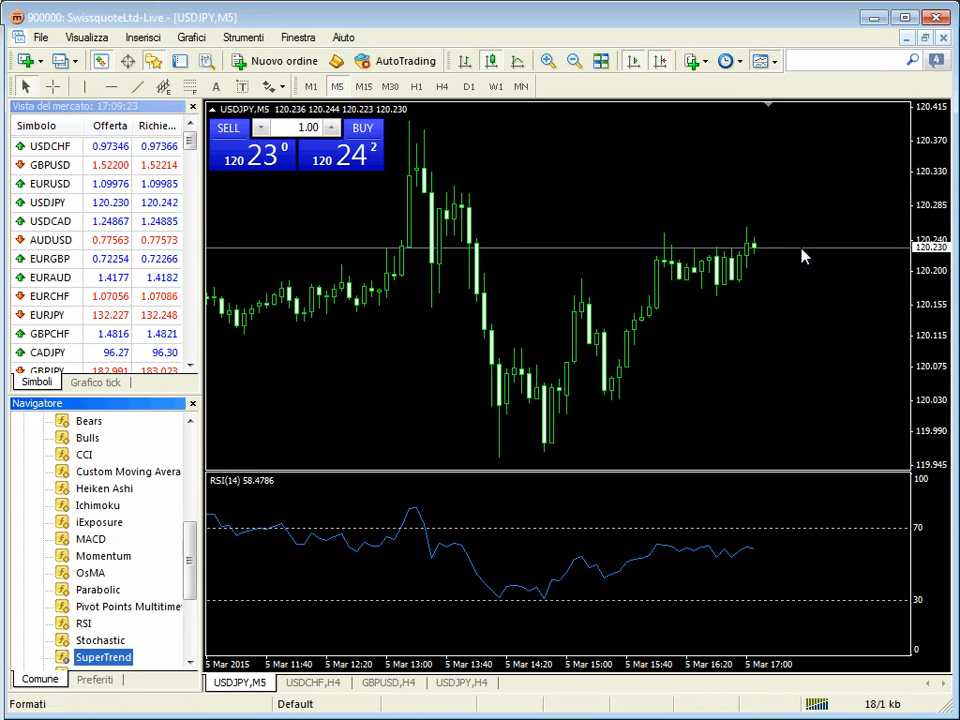 900000: SwissquoteLtd-Live - [USDJPY,M5]
File Visualizza Inserisci Grafici Strumenti Finestra Aiuto
Nuovo ordine AutoTrading 4
A T M1 M5 M15 M30 H1 H4 D1 W1 MN
Vista del mercato: 17:09:23
Simbolo Offerta Richie...
USDCHF 0.97346 0.97366
GBPUSD 1.52200 1.52214
EURUSD 1.09976 1.09985
USDJPY 120.230 120.242
USDCAD 1.24867 1.24885
AUDUSD 0.77563 0.77573
EURGBP 0.72254 0.72266
EURAUD 1.4177 1.4182
EURCHF 1.07056 1.07086
EURJPY 132.227 132.248
GBPCHF 1.4816 1.4821
CADJPY 96.27 96.30
GBPJPY 182.991 183.023
Simboli Grafico tick
Navigatore
Bears
Bulls
CCI
Custom Moving Avera
Heiken Ashi
Ichimoku
iExposure
MACD
Momentum
OsMA
Parabolic
Pivot Points Multitime
RSI
Stochastic
SuperTrend
Comune Preferiti
USDJPY,M5 120.236 120.244 120.223 120.230
SELL 1.00 BUY
120 23 0 120 24 2
120.415
120.370
120.330
120.285
120.240
120.230
120.200
120.155
120.115
120.075
120.030
119.990
119.945
RSI(14) 58.4786
100
70
30
0
5 Mar 2015 5 Mar 11:40 5 Mar 12:20 5 Mar 13:00 5 Mar 13:40 5 Mar 14:20 5 Mar 15:00 5 Mar 15:40 5 Mar 16:20 5 Mar 17:00
USDJPY,M5 USDCHF,H4 GBPUSD,H4 USDJPY,H4
Formati Default 18/1 kb